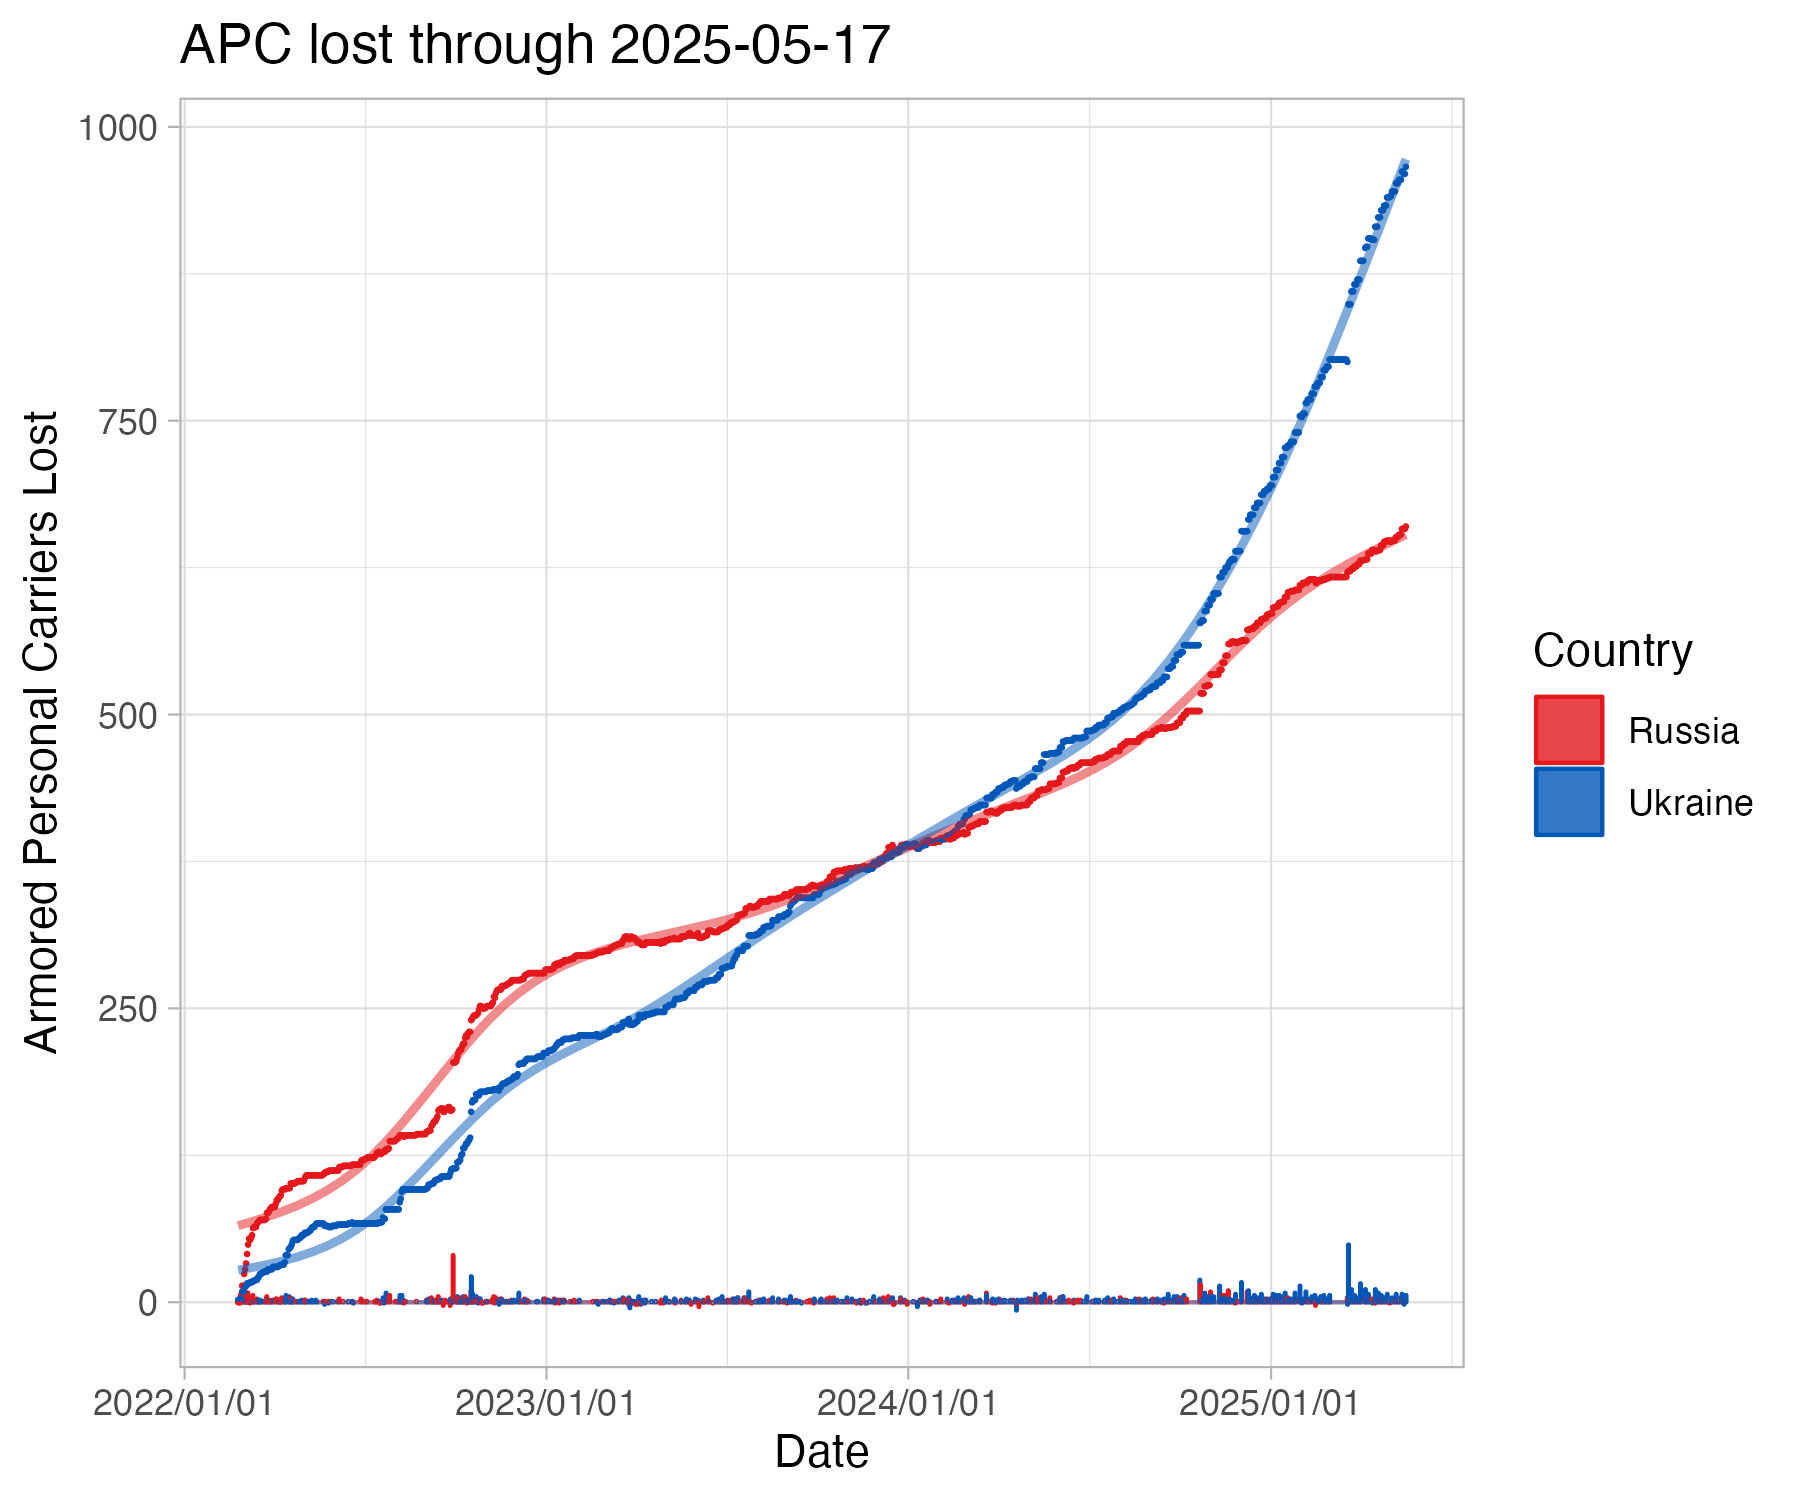 APC lost through 2025-05-17
Armored Personal Carriers Lost
1000
750
500
250
0
2022/01/01
2023/01/01
2024/01/01
2025/01/01
Date
Country
Russia
Ukraine